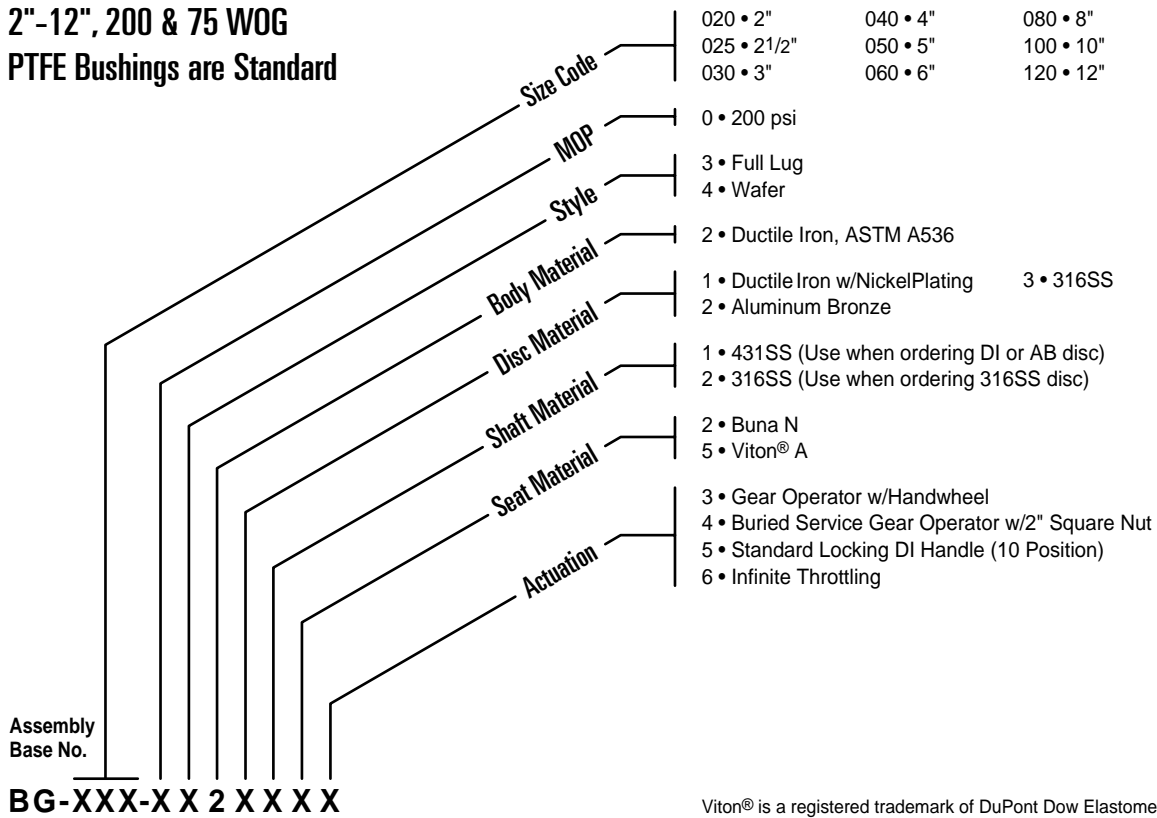 2"-12", 200 & 75 WOG
PTFE Bushings are Standard
Size Code
020 • 2" 040 • 4" 080 • 8"
025 • 21/2" 050 • 5" 100 • 10"
030 • 3" 060 • 6" 120 • 12"
MOP
0 • 200 psi
Style
3 • Full Lug
4 • Wafer
Body Material
2 • Ductile Iron, ASTM A536
Disc Material
1 • Ductile Iron w/NickelPlating 3 • 316SS
2 • Aluminum Bronze
Shaft Material
1 • 431SS (Use when ordering DI or AB disc)
2 • 316SS (Use when ordering 316SS disc)
Seat Material
2 • Buna N
5 • Viton® A
Actuation
3 • Gear Operator w/Handwheel
4 • Buried Service Gear Operator w/2" Square Nut
5 • Standard Locking DI Handle (10 Position)
6 • Infinite Throttling
Assembly
Base No.
BG-XXX-X X 2 X X X X
Viton® is a registered trademark of DuPont Dow Elastome